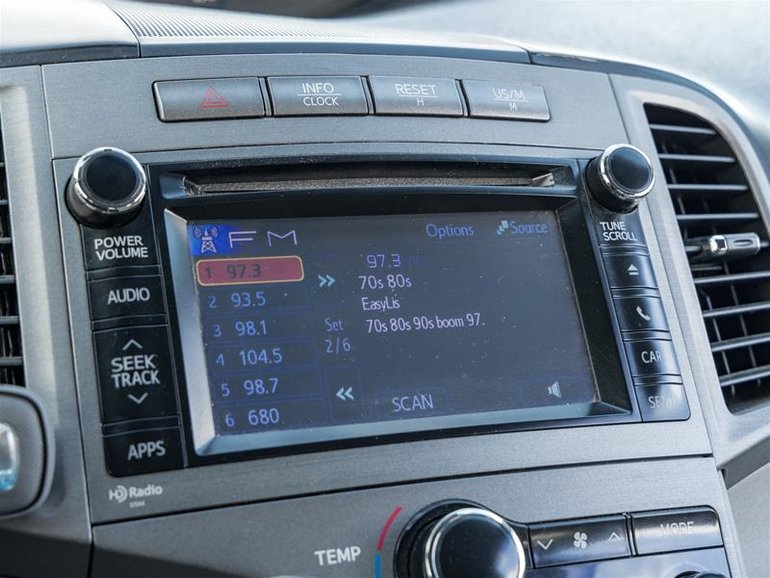 INFO
CLOCK
RESET
H
US/M
M
POWER
VOLUME
AUDIO
SEEK
TRACK
APPS
HD Radio
FM
Options
Source
1 97.3
2 93.5
3 98.1
4 104.5
5 98.7
6 680
97.3
70s 80s
EasyLis
Set
70s 80s 90s boom 97.
2/6
SCAN
TUNE
SCROLL
CAR
TEMP
MODE